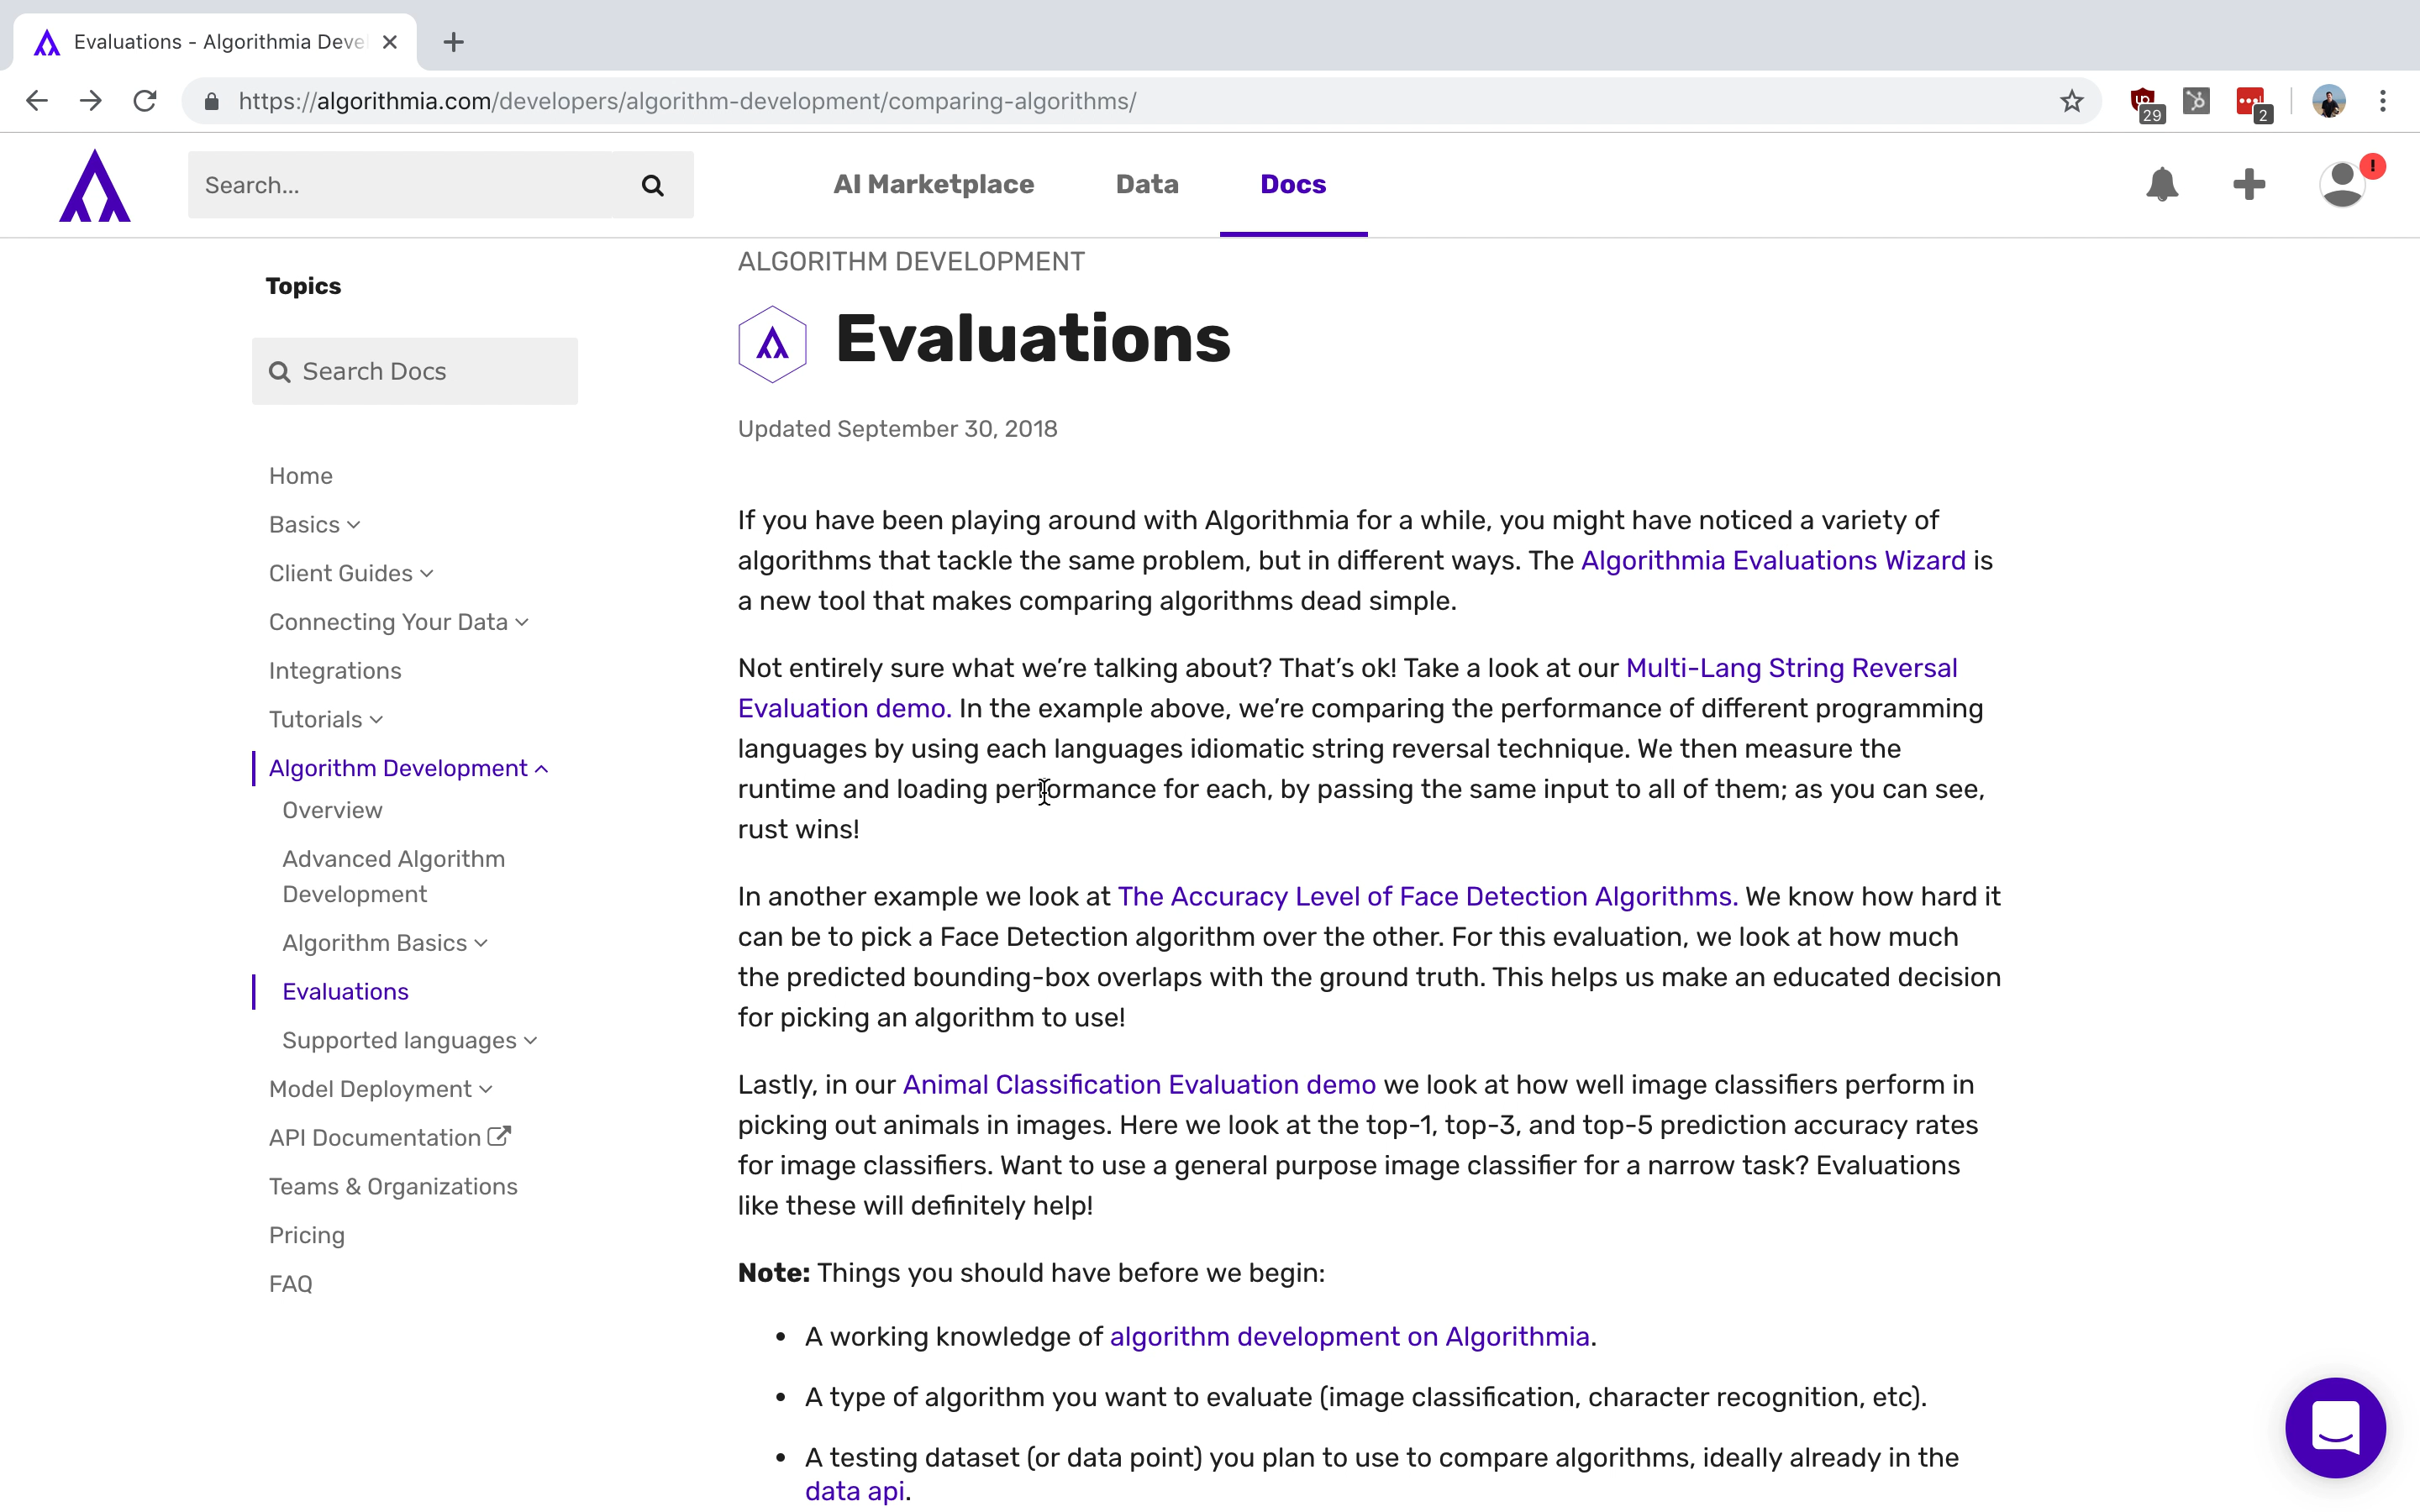 Evaluations - Algorithmia Deve
https://algorithmia.com/developers/algorithm-development/comparing-algorithms/
29
2
Search...
AI Marketplace
Data
Docs
!
Topics
Search Docs
Home
Basics
Client Guides
Connecting Your Data
Integrations
Tutorials
Algorithm Development
Overview
Advanced Algorithm
Development
Algorithm Basics
Evaluations
Supported languages
Model Deployment
API Documentation
Teams & Organizations
Pricing
FAQ
ALGORITHM DEVELOPMENT
Evaluations
Updated September 30, 2018
If you have been playing around with Algorithmia for a while, you might have noticed a variety of
algorithms that tackle the same problem, but in different ways. The Algorithmia Evaluations Wizard is
a new tool that makes comparing algorithms dead simple.
Not entirely sure what we’re talking about? That’s ok! Take a look at our Multi-Lang String Reversal
Evaluation demo. In the example above, we’re comparing the performance of different programming
languages by using each languages idiomatic string reversal technique. We then measure the
runtime and loading performance for each, by passing the same input to all of them; as you can see,
rust wins!
In another example we look at The Accuracy Level of Face Detection Algorithms. We know how hard it
can be to pick a Face Detection algorithm over the other. For this evaluation, we look at how much
the predicted bounding-box overlaps with the ground truth. This helps us make an educated decision
for picking an algorithm to use!
Lastly, in our Animal Classification Evaluation demo we look at how well image classifiers perform in
picking out animals in images. Here we look at the top-1, top-3, and top-5 prediction accuracy rates
for image classifiers. Want to use a general purpose image classifier for a narrow task? Evaluations
like these will definitely help!
Note: Things you should have before we begin:
• A working knowledge of algorithm development on Algorithmia.
• A type of algorithm you want to evaluate (image classification, character recognition, etc).
• A testing dataset (or data point) you plan to use to compare algorithms, ideally already in the
data api.